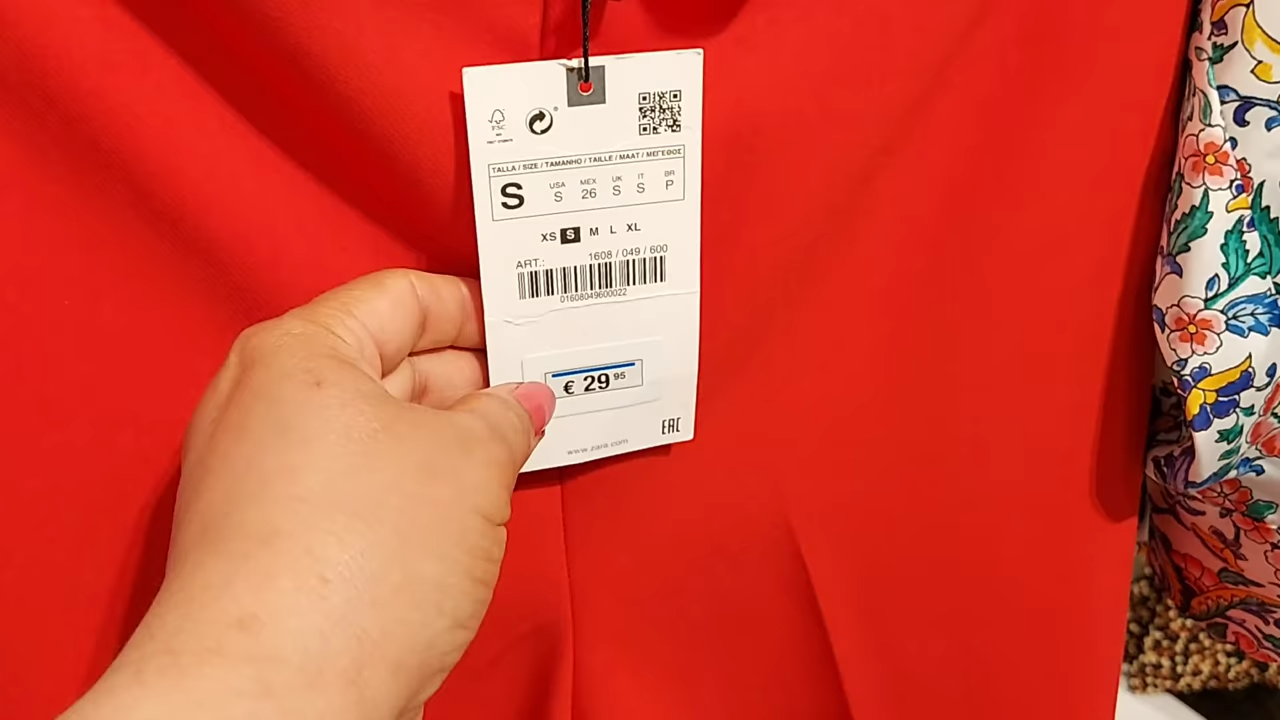 FSC
TALLA / SIZE / TAMANHO / TAILLE / MAAT / ΜΕΓΕΘΟΣ
S
USA MEX UK IT BR
S 26 S S P
XS S M L XL
ART.: 1608 / 049 / 600
01608049600022
€ 29 95
EAC
www.zara.com